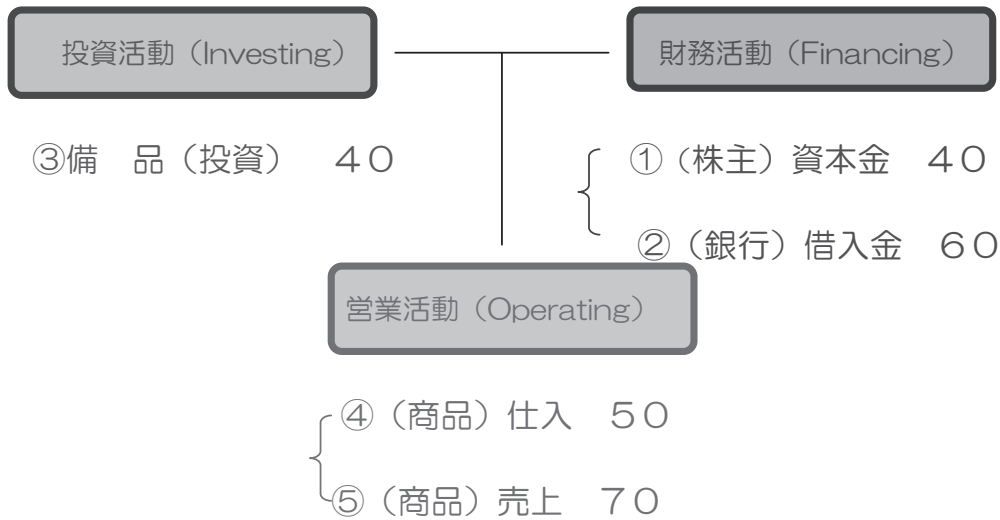 投資活動（Investing）
財務活動（Financing）
③備　品（投資）　４０
①（株主）資本金　４０
②（銀行）借入金　６０
営業活動（Operating）
④（商品）仕入　５０
⑤（商品）売上　７０